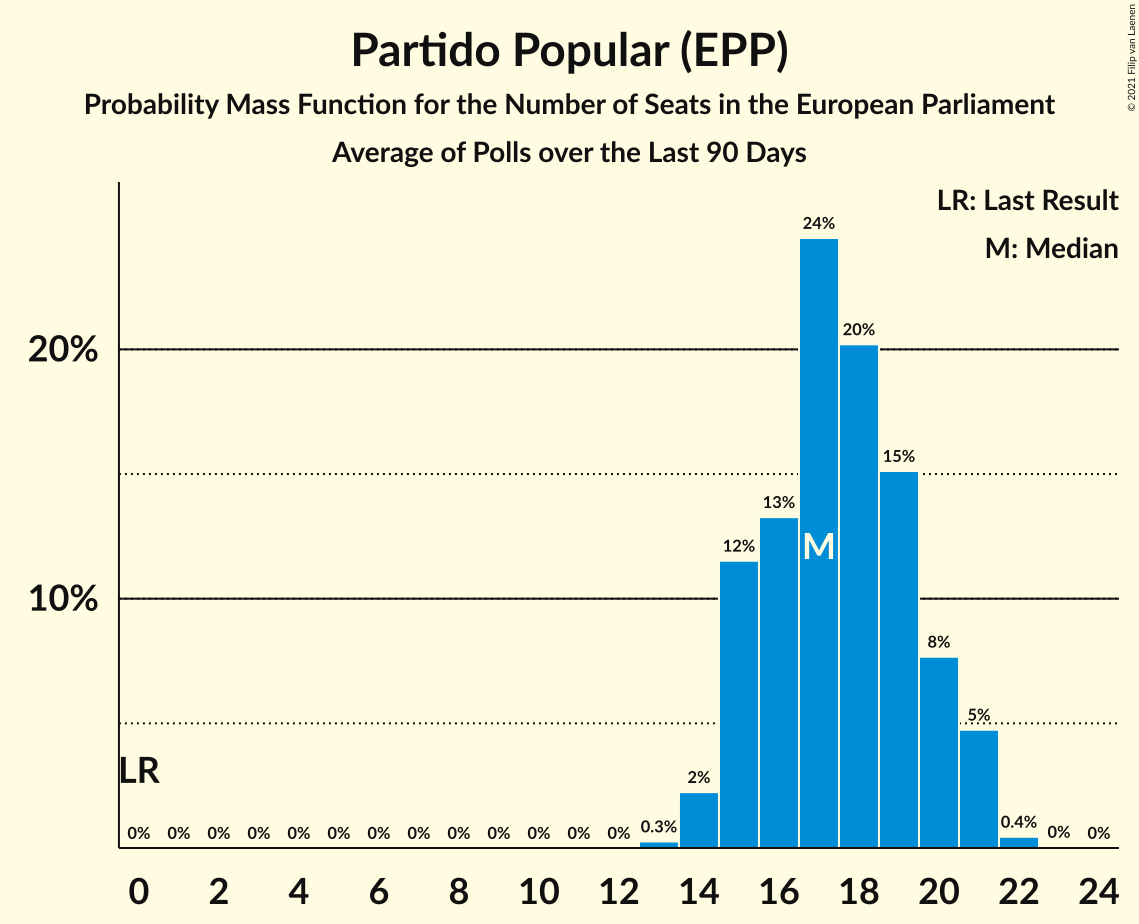 Partido Popular (EPP)
Probability Mass Function for the Number of Seats in the European Parliament
Average of Polls over the Last 90 Days
© 2021 Filip van Laenen
LR: Last Result
M: Median
24%
20%
20%
15%
13%
12%
M
10%
8%
5%
LR
2%
0% 0% 0% 0% 0% 0% 0% 0% 0% 0% 0% 0% 0% 0.3% 0.4% 0% 0%
0 2 4 6 8 10 12 14 16 18 20 22 24